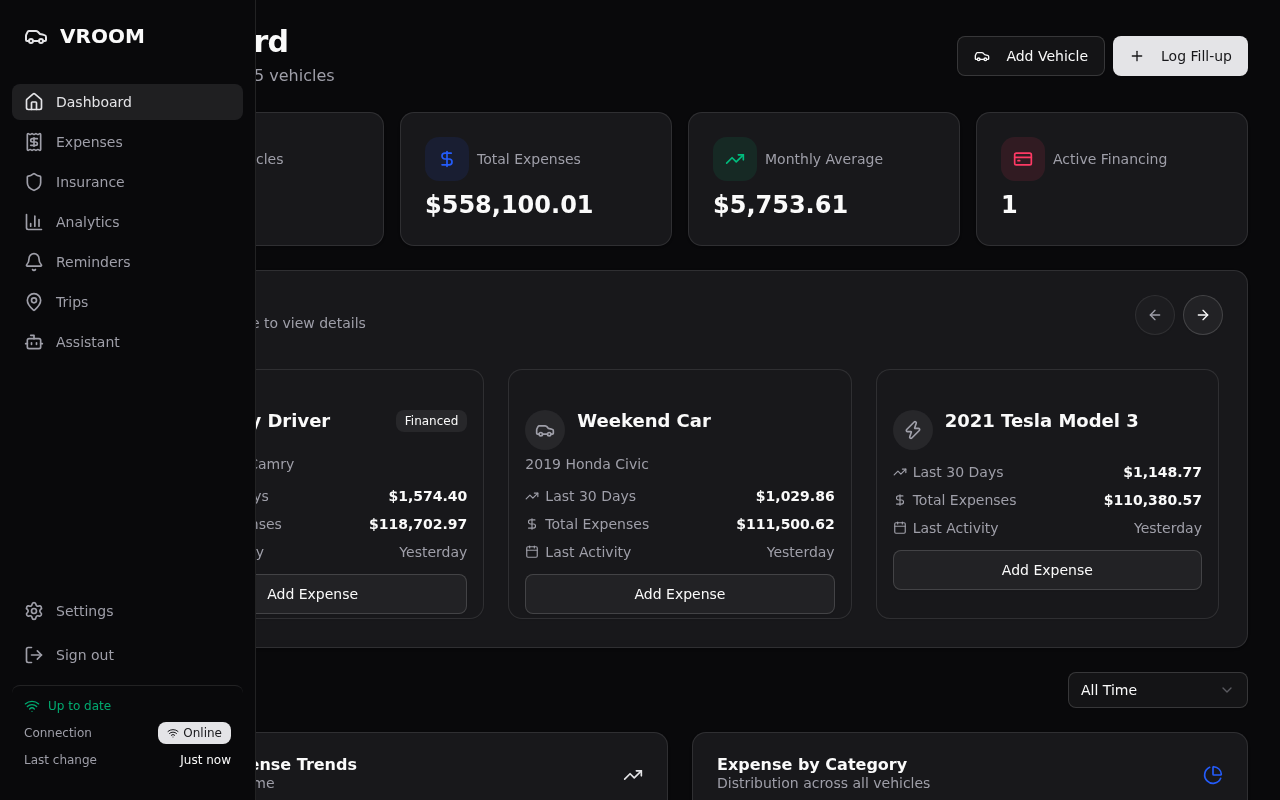 VROOM
Dashboard
Expenses
Insurance
Analytics
Reminders
Trips
Assistant
Settings
Sign out
Up to date
Connection
Online
Last change
Just now
rd
5 vehicles
Add Vehicle
Log Fill-up
cles
Total Expenses
$558,100.01
Monthly Average
$5,753.61
Active Financing
1
e to view details
y Driver
Financed
Camry
ys
$1,574.40
nses
$118,702.97
y
Yesterday
Add Expense
Weekend Car
2019 Honda Civic
Last 30 Days
$1,029.86
Total Expenses
$111,500.62
Last Activity
Yesterday
Add Expense
2021 Tesla Model 3
Last 30 Days
$1,148.77
Total Expenses
$110,380.57
Last Activity
Yesterday
Add Expense
All Time
ense Trends
me
Expense by Category
Distribution across all vehicles